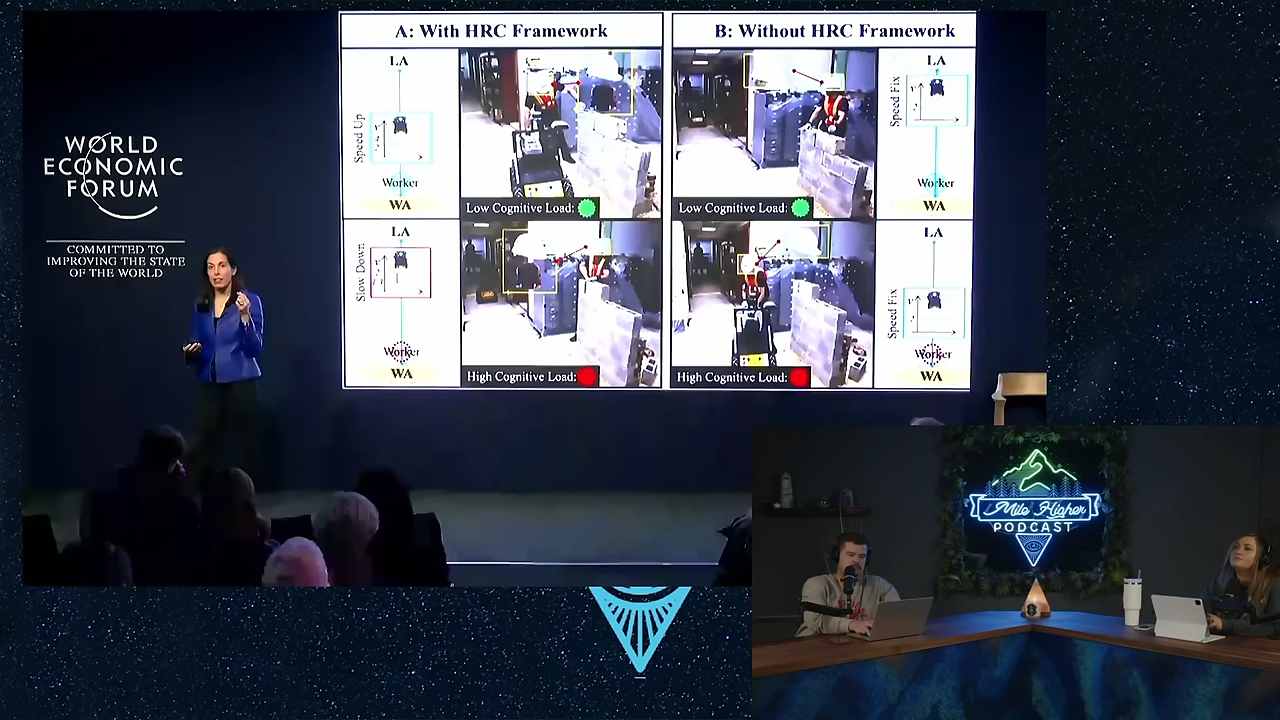 WORLD
ECONOMIC
FORUM
COMMITTED TO
IMPROVING THE STATE
OF THE WORLD
A: With HRC Framework
B: Without HRC Framework
LA
Speed Up
Worker
WA
Low Cognitive Load:
Low Cognitive Load:
LA
Speed Fix
Worker
WA
LA
Slow Down
Worker
WA
High Cognitive Load:
High Cognitive Load:
LA
Speed Fix
Worker
WA
Mile Higher
PODCAST